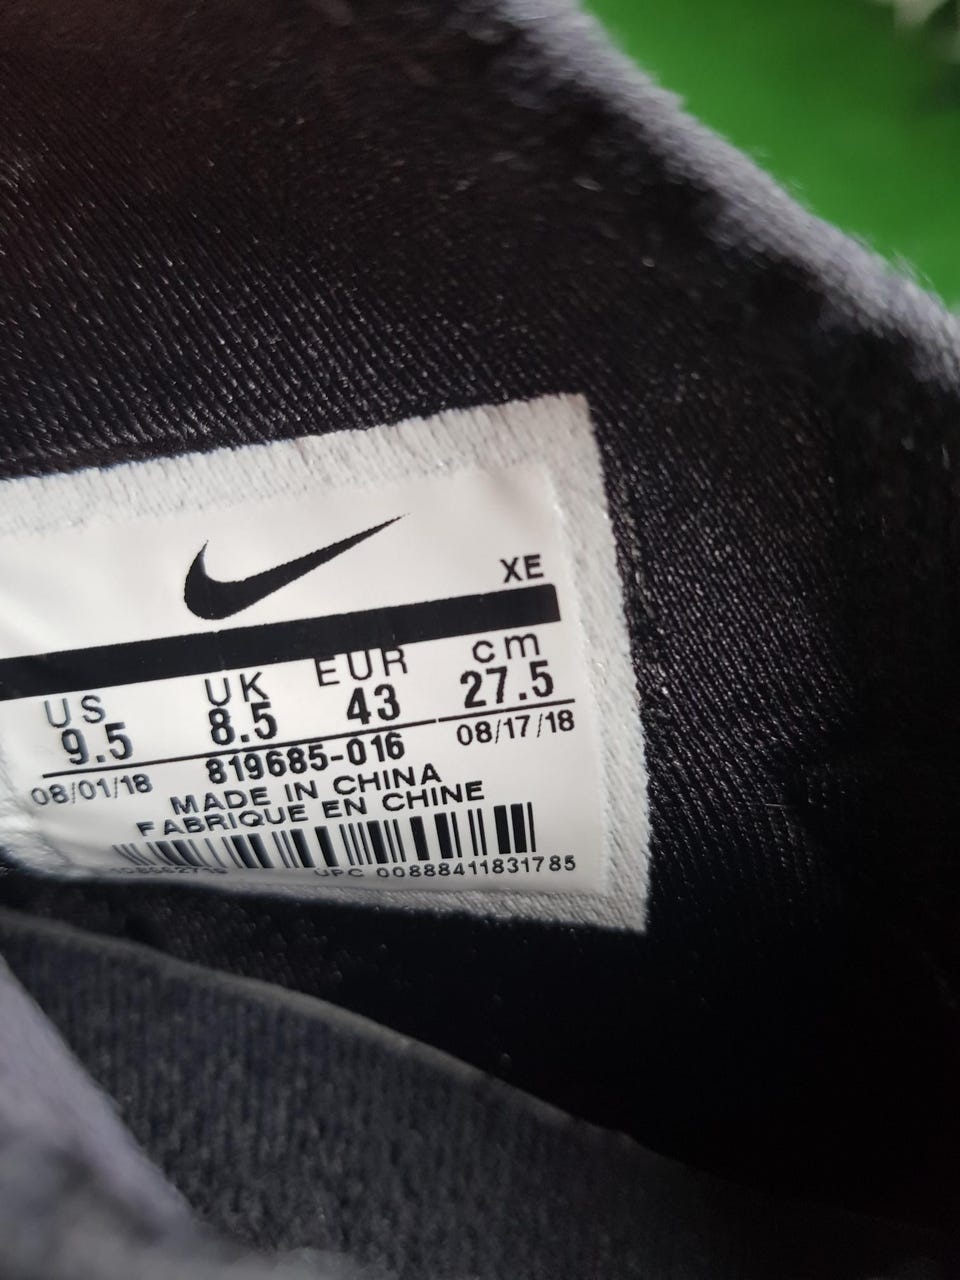 XE
US UK EUR cm
9.5 8.5 43 27.5
08/01/18 819685-016 08/17/18
MADE IN CHINA
FABRIQUE EN CHINE
UPC 00888411831785